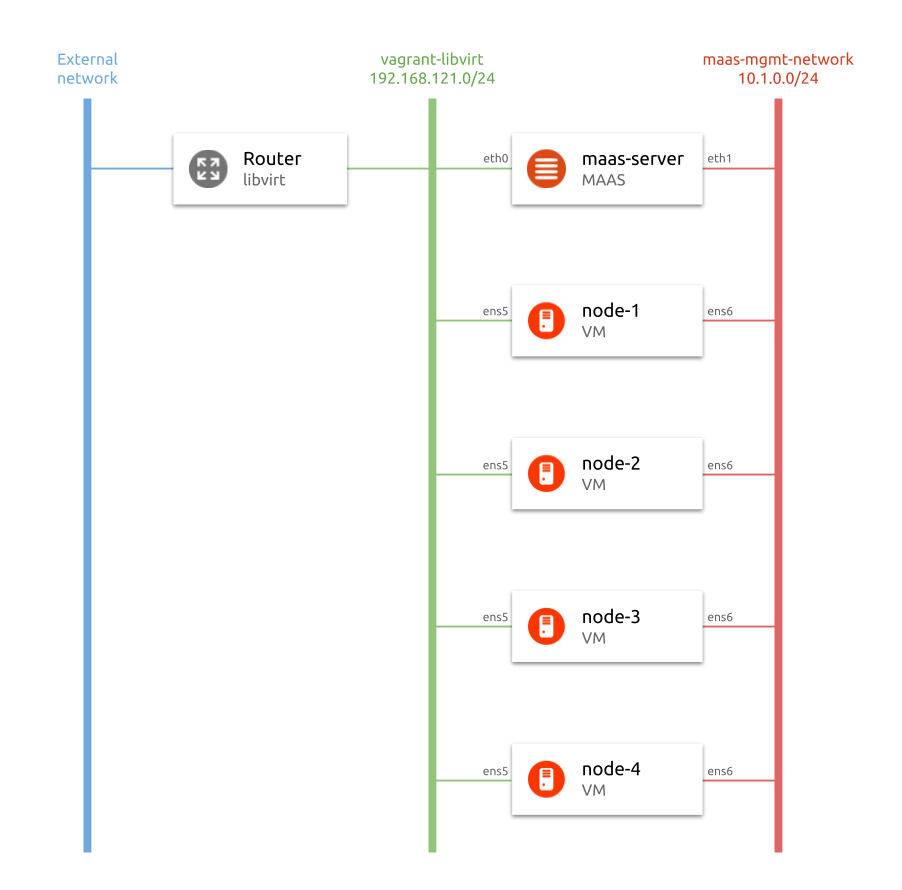 External
network
vagrant-libvirt
192.168.121.0/24
maas-mgmt-network
10.1.0.0/24
Router
libvirt
eth0
maas-server
MAAS
eth1
ens5
node-1
VM
ens6
ens5
node-2
VM
ens6
ens5
node-3
VM
ens6
ens5
node-4
VM
ens6